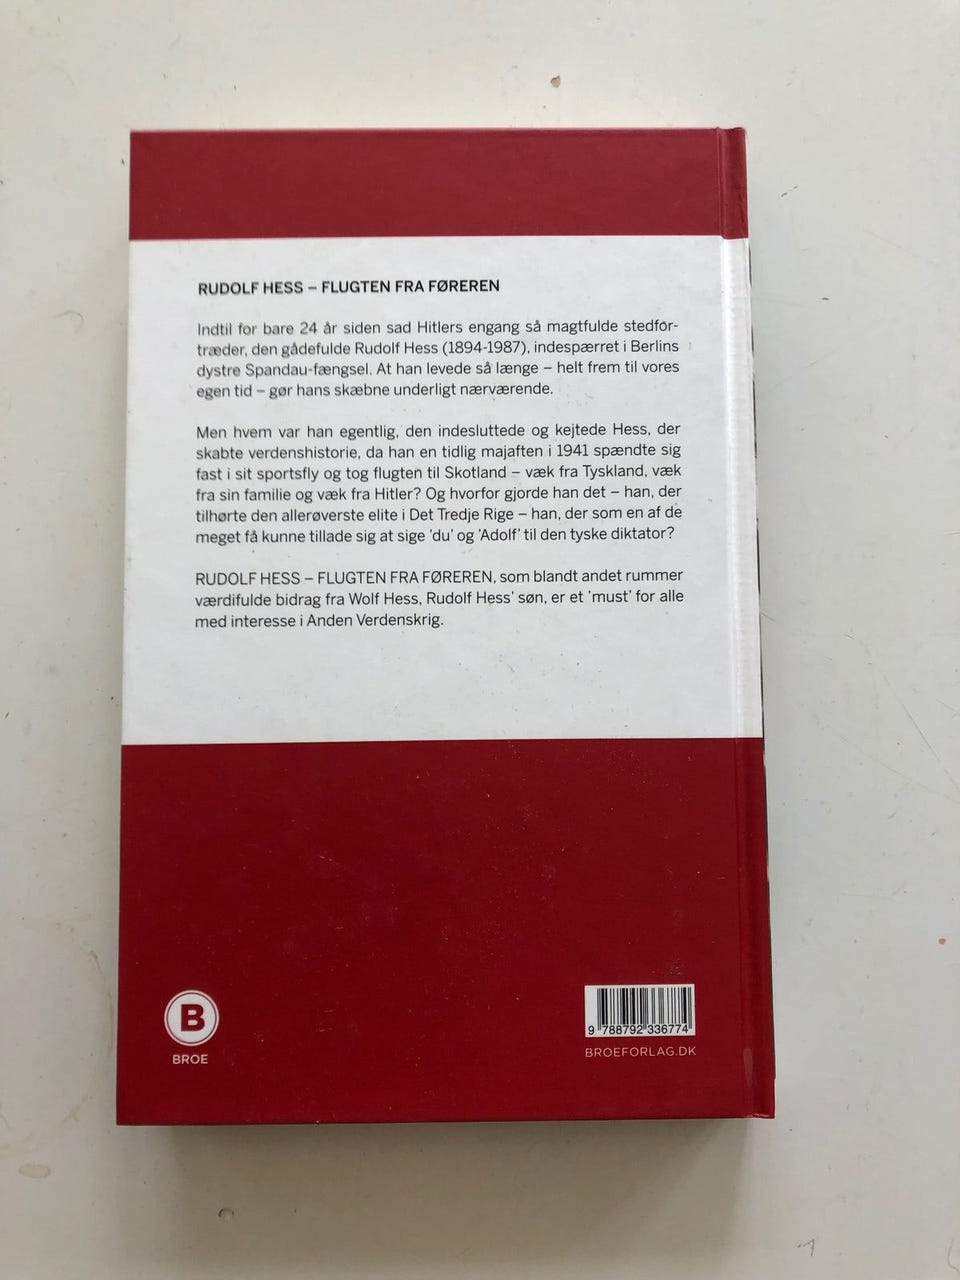 RUDOLF HESS – FLUGTEN FRA FØREREN
Indtil for bare 24 år siden sad Hitlers engang så magtfulde stedfor-
træder, den gådefulde Rudolf Hess (1894-1987), indespærret i Berlins
dystre Spandau-fængsel. At han levede så længe – helt frem til vores
egen tid – gør hans skæbne underligt nærværende.
Men hvem var han egentlig, den indesluttede og kejtede Hess, der
skabte verdenshistorie, da han en tidlig majaften i 1941 spændte sig
fast i sit sportsfly og tog flugten til Skotland – væk fra Tyskland, væk
fra sin familie og væk fra Hitler? Og hvorfor gjorde han det – han, der
tilhørte den allerøverste elite i Det Tredje Rige – han, der som en af de
meget få kunne tillade sig at sige 'du' og 'Adolf' til den tyske diktator?
RUDOLF HESS – FLUGTEN FRA FØREREN, som blandt andet rummer
værdifulde bidrag fra Wolf Hess, Rudolf Hess' søn, er et 'must' for alle
med interesse i Anden Verdenskrig.
B
BROE
9 788792 336774
BROEFORLAG.DK